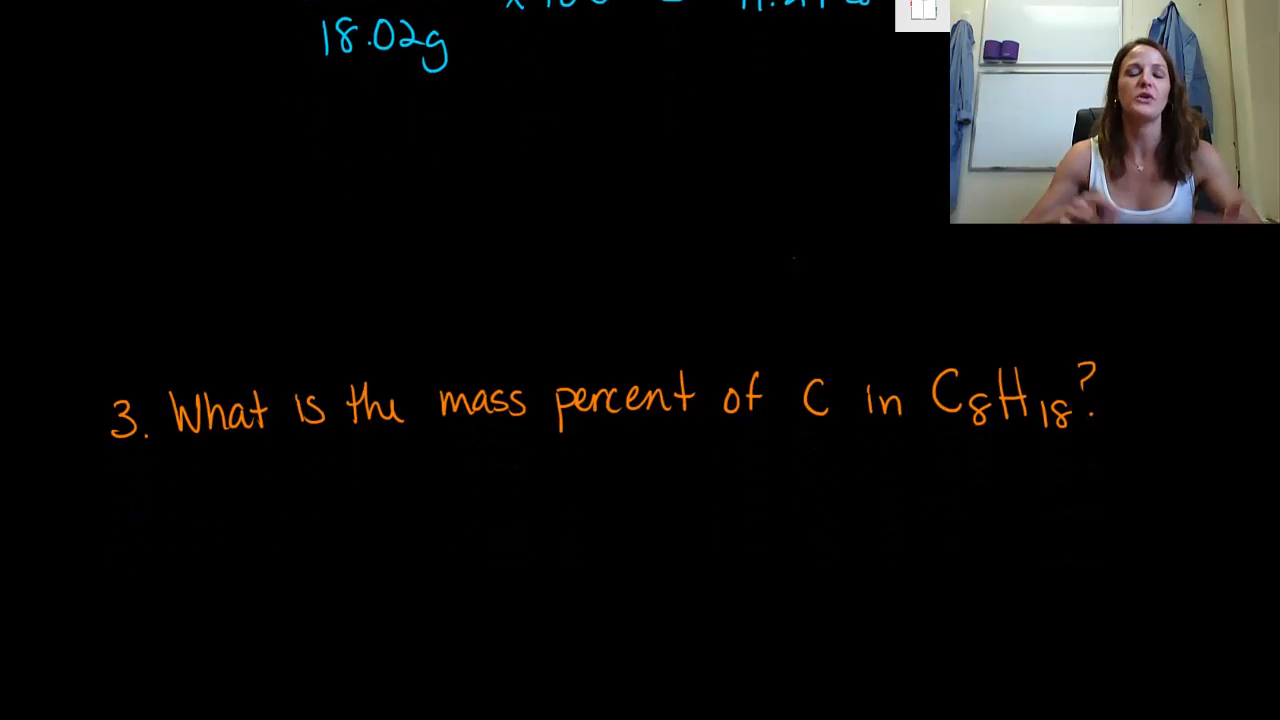 18.02g
3. What is the mass percent of C in C₈H₁₈?